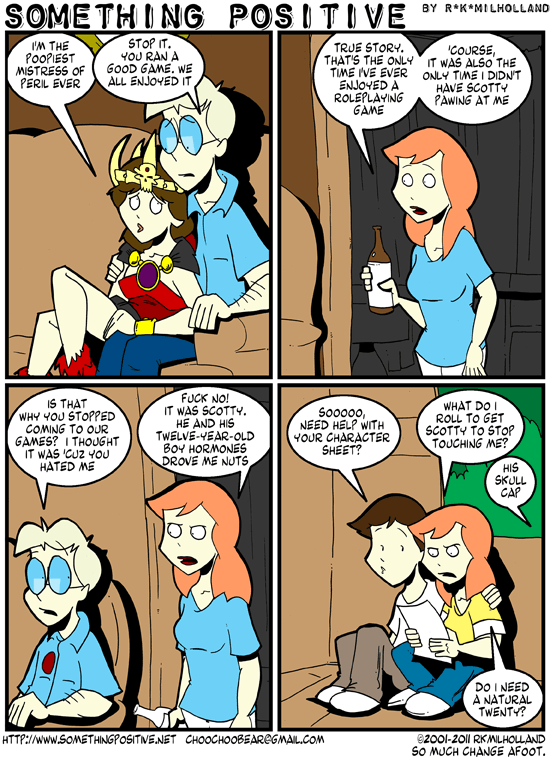 SOMETHING POSITIVE
BY R*K*MILHOLLAND
I'M THE
POOPIEST
MISTRESS OF
PERIL EVER
STOP IT.
YOU RAN A
GOOD GAME. WE
ALL ENJOYED IT
TRUE STORY.
THAT'S THE ONLY
TIME I'VE EVER
ENJOYED A
ROLEPLAYING
GAME
'COURSE,
IT WAS ALSO THE
ONLY TIME I DIDN'T
HAVE SCOTTY
PAWING AT ME
IS THAT
WHY YOU STOPPED
COMING TO OUR
GAMES? I THOUGHT
IT WAS 'CUZ YOU
HATED ME
FUCK NO!
IT WAS SCOTTY.
HE AND HIS
TWELVE-YEAR-OLD
BOY HORMONES
DROVE ME NUTS
SOOOOO,
NEED HELP WITH
YOUR CHARACTER
SHEET?
WHAT DO I
ROLL TO GET
SCOTTY TO STOP
TOUCHING ME?
HIS
SKULL
CAP
DO I NEED
A NATURAL
TWENTY?
HTTP://WWW.SOMETHINGPOSITIVE.NET CHOOCHOOBEAR@GMAIL.COM
©2001-2011 RKMILHOLLAND
SO MUCH CHANGE AFOOT.